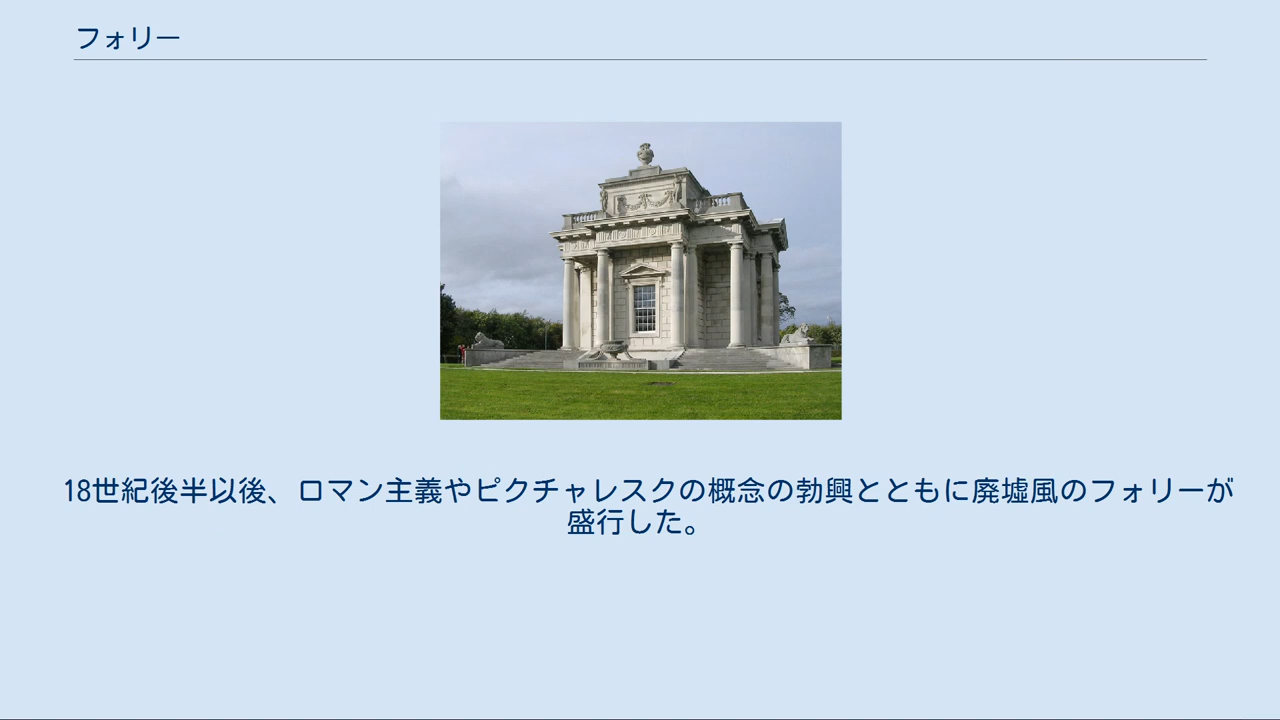 フォリー
18世紀後半以後、ロマン主義やピクチャレスクの概念の勃興とともに廃墟風のフォリーが
盛行した。